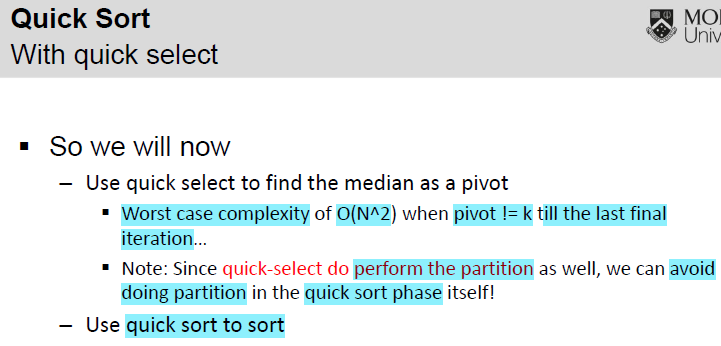 Quick Sort
With quick select
MO
Univ
▪ So we will now
– Use quick select to find the median as a pivot
▪ Worst case complexity of O(N^2) when pivot != k till the last final
iteration…
▪ Note: Since quick-select do perform the partition as well, we can avoid
doing partition in the quick sort phase itself!
– Use quick sort to sort